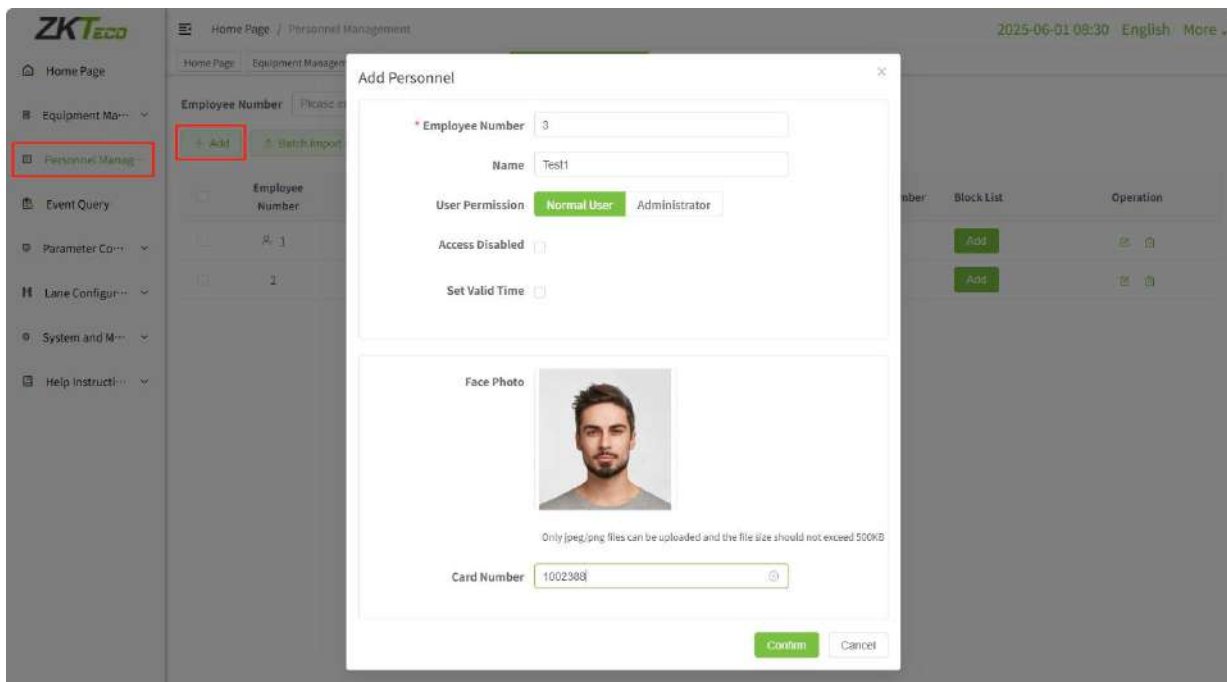 ZKTeco
Home Page / Personnel Management
2025-06-01 08:30 English More
Home Page
Equipment Ma···
Personnel Manag···
Event Query
Parameter Co···
Lane Configur···
System and M···
Help Instructi···
Home Page Equipment Managem
Employee Number Please
+ Add
Batch Import
Employee Number
mber
Block List
Operation
1
Add
2
Add
Add Personnel
* Employee Number 3
Name Test1
User Permission Normal User Administrator
Access Disabled
Set Valid Time
Face Photo
Only jpeg/png files can be uploaded and the file size should not exceed 500KB
Card Number 1002388
Confirm Cancel